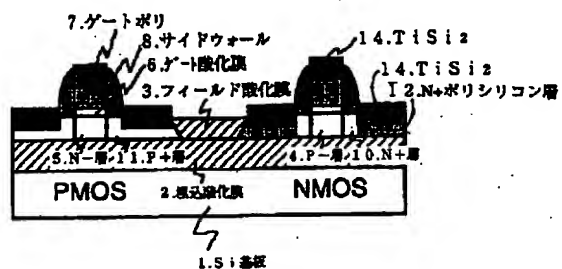 7.ゲートポリ
8.サイドウォール
6.ゲート酸化膜
3.フィールド酸化膜
14.TiSi2
14.TiSi2
12.N+ポリシリコン層
5.N-層 11.P+層
4.P-層 10.N+層
PMOS
2.埋込酸化膜
NMOS
1.Si基板